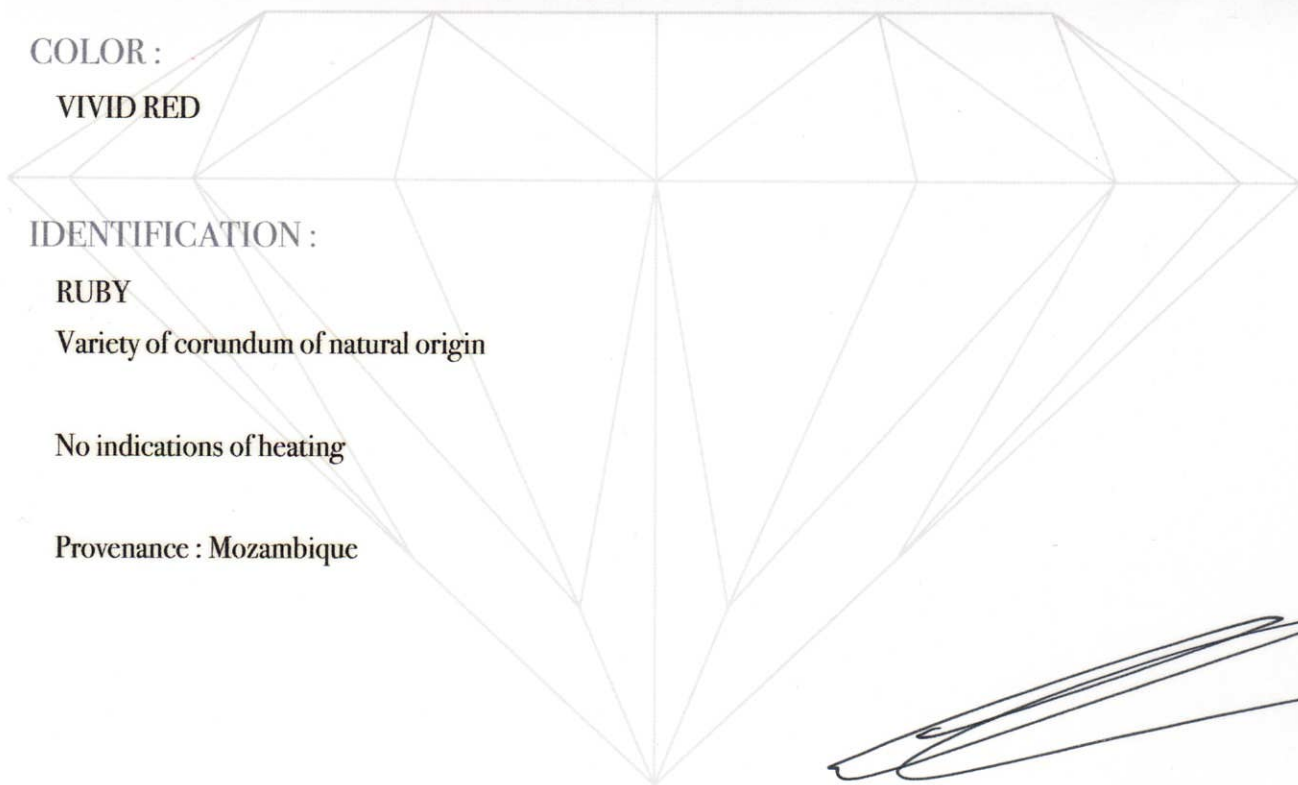 COLOR :
VIVID RED
IDENTIFICATION :
RUBY
Variety of corundum of natural origin
No indications of heating
Provenance : Mozambique